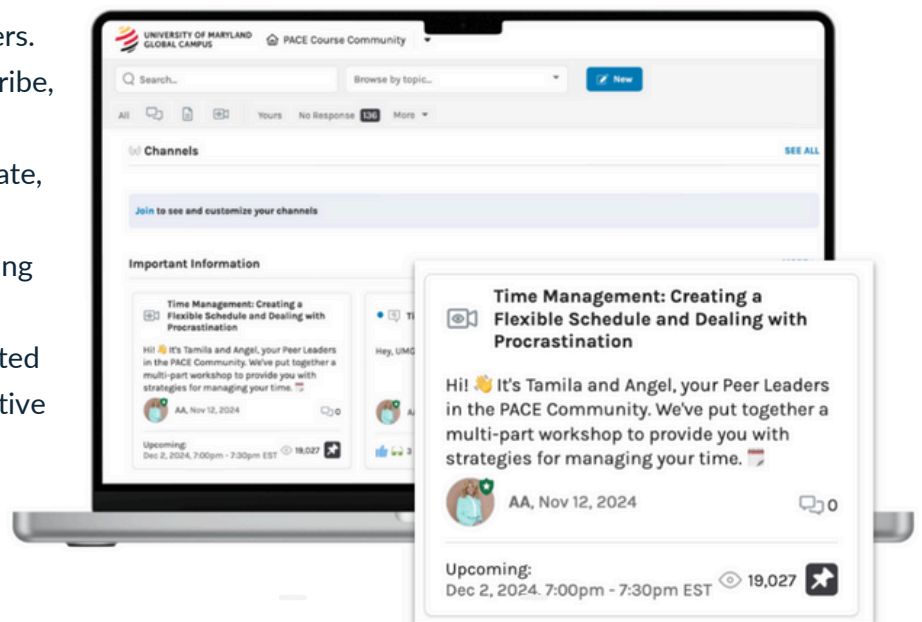 ers.
ribe,
ate,
ng
ted
tive
UNIVERSITY OF MARYLAND
GLOBAL CAMPUS
PACE Course Community
Search...
Browse by topic...
New
All
Yours
No Response 136
More
Channels
SEE ALL
Join to see and customize your channels
Important Information
Time Management: Creating a
Flexible Schedule and Dealing with
Procrastination
Hi! 👋 It's Tamila and Angel, your Peer Leaders
in the PACE Community. We've put together a
multi-part workshop to provide you with
strategies for managing your time. 🗓️
AA, Nov 12, 2024
0
Upcoming:
Dec 2, 2024, 7:00pm - 7:30pm EST
19,027
Ti
Hey, UMG
A
3
Time Management: Creating a
Flexible Schedule and Dealing with
Procrastination
Hi! 👋 It's Tamila and Angel, your Peer Leaders
in the PACE Community. We've put together a
multi-part workshop to provide you with
strategies for managing your time. 🗓️
AA, Nov 12, 2024
0
Upcoming:
Dec 2, 2024. 7:00pm - 7:30pm EST
19,027